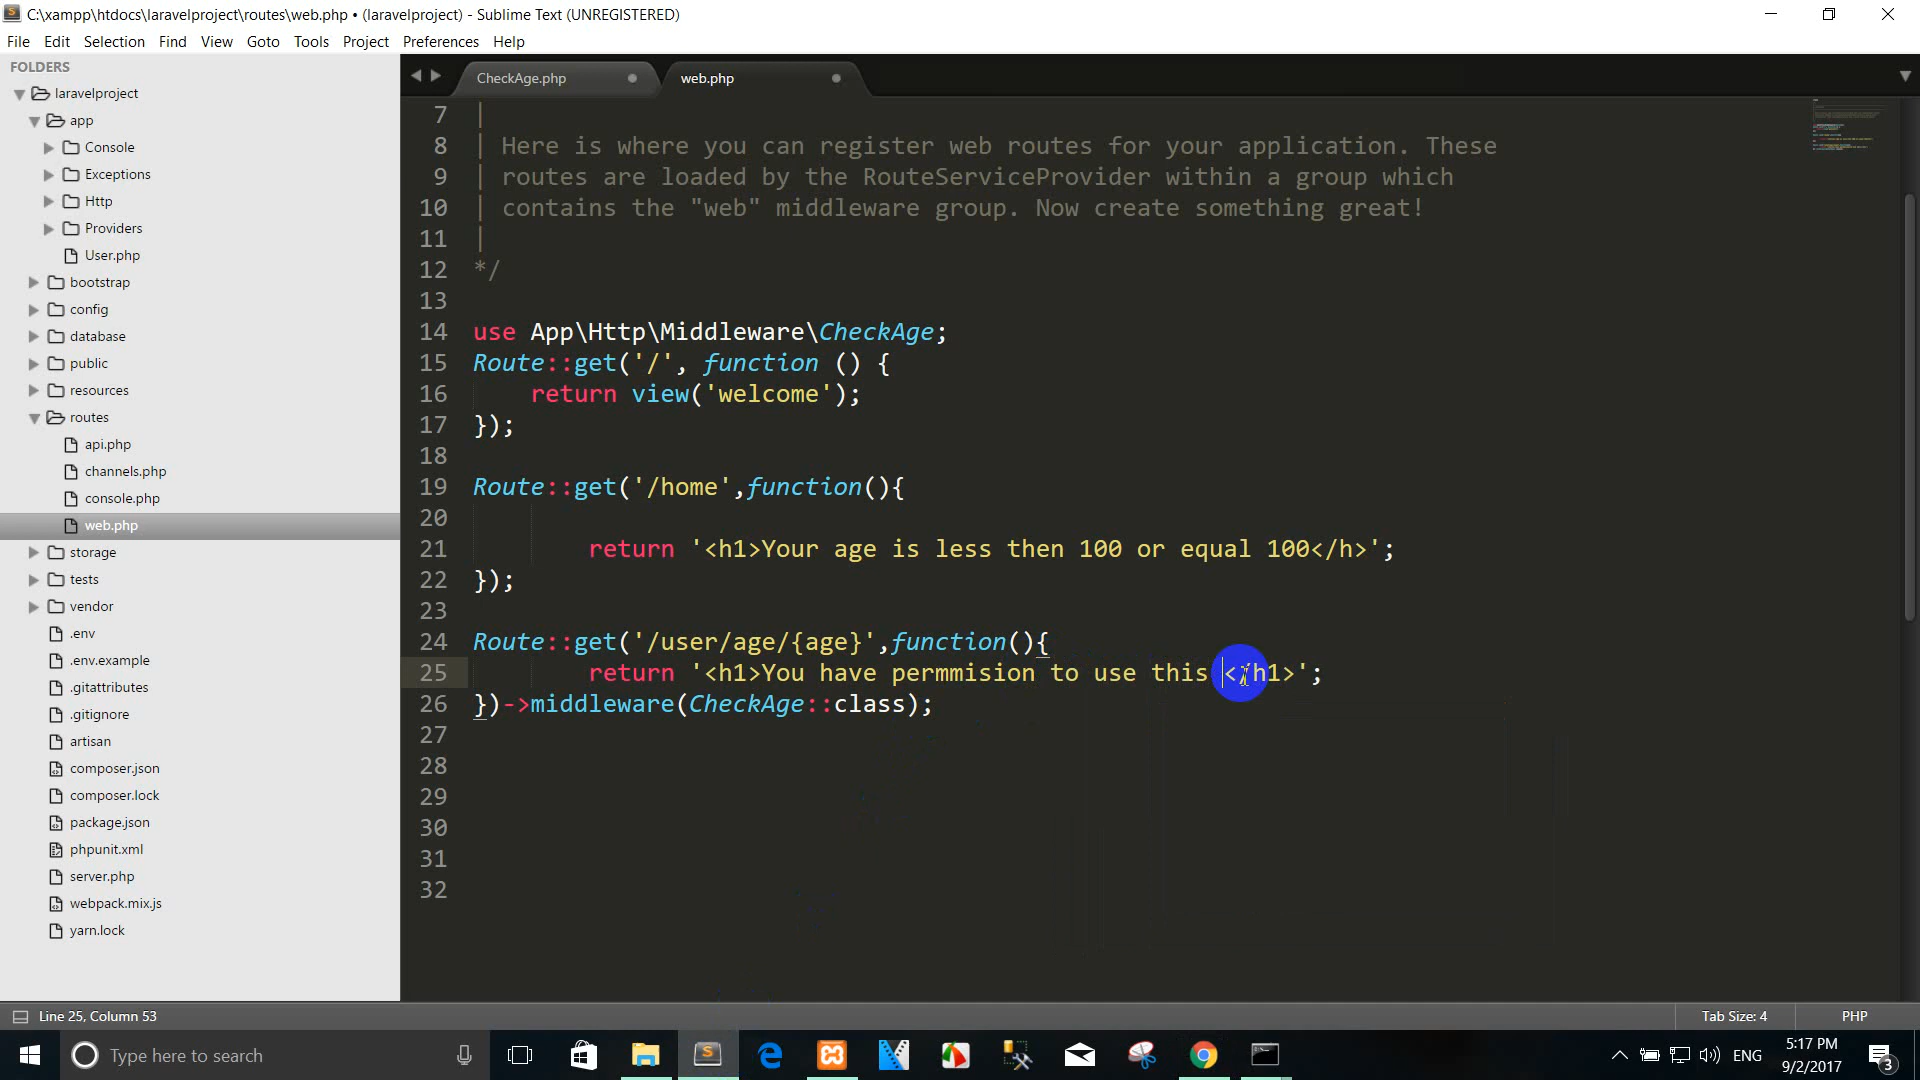 C:\xampp\htdocs\laravelproject\routes\web.php • (laravelproject) - Sublime Text (UNREGISTERED)
File Edit Selection Find View Goto Tools Project Preferences Help
FOLDERS
laravelproject
app
Console
Exceptions
Http
Providers
User.php
bootstrap
config
database
public
resources
routes
api.php
channels.php
console.php
web.php
storage
tests
vendor
.env
.env.example
.gitattributes
.gitignore
artisan
composer.json
composer.lock
package.json
phpunit.xml
server.php
webpack.mix.js
yarn.lock
CheckAge.php web.php
7 |
8 | Here is where you can register web routes for your application. These
9 | routes are loaded by the RouteServiceProvider within a group which
10 | contains the "web" middleware group. Now create something great!
11 |
12 */
13
14 use App\Http\Middleware\CheckAge;
15 Route::get('/', function () {
16 return view('welcome');
17 });
18
19 Route::get('/home',function(){
20
21 return '<h1>Your age is less then 100 or equal 100</h>';
22 });
23
24 Route::get('/user/age/{age}',function(){
25 return '<h1>You have permmision to use this </h1>';
26 })->middleware(CheckAge::class);
27
28
29
30
31
32
Line 25, Column 53 Tab Size: 4 PHP
Type here to search ENG 5:17 PM 3
9/2/2017